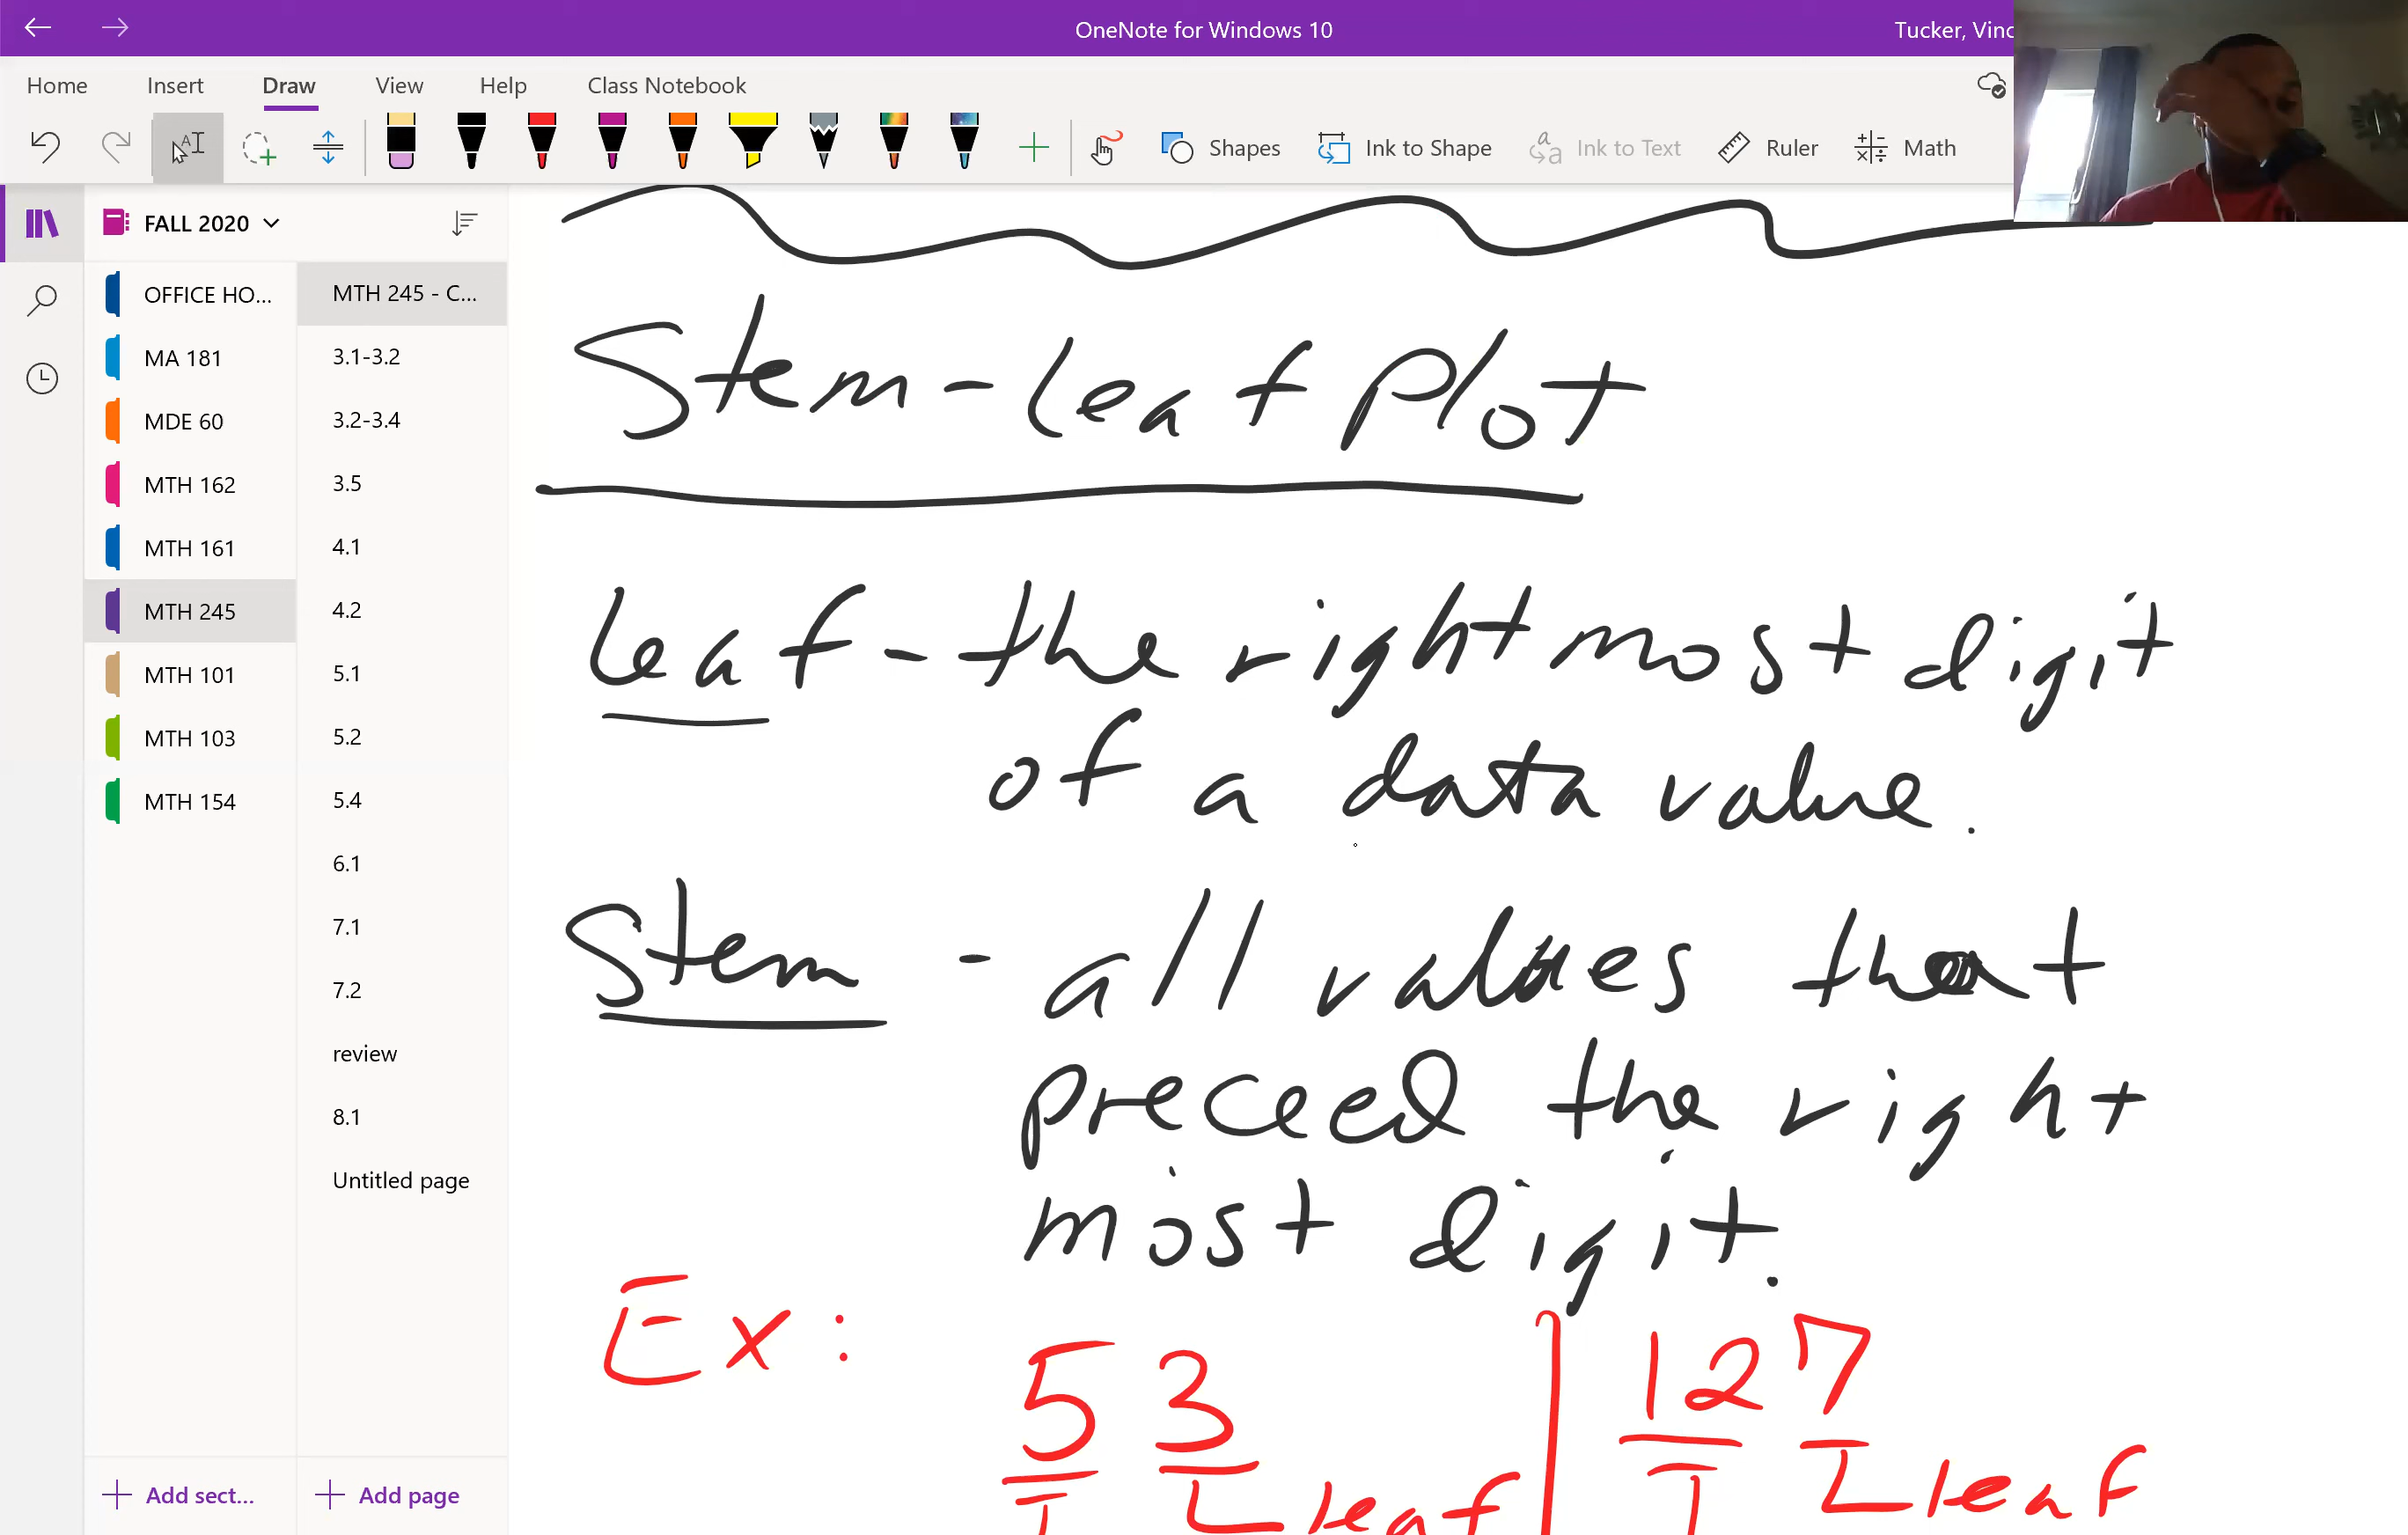 OneNote for Windows 10
Tucker, Vinc
Home Insert Draw View Help Class Notebook
Shapes Ink to Shape Ink to Text Ruler Math
FALL 2020
OFFICE HO...
MA 181
MDE 60
MTH 162
MTH 161
MTH 245
MTH 101
MTH 103
MTH 154
Add sect...
MTH 245 - C...
3.1-3.2
3.2-3.4
3.5
4.1
4.2
5.1
5.2
5.4
6.1
7.1
7.2
review
8.1
Untitled page
Add page
Stem-Leaf Plot
Leaf - the right most digit
of a data value.
Stem - all values that
preceed the right
most digit.
Ex:
53 127
leaf leaf